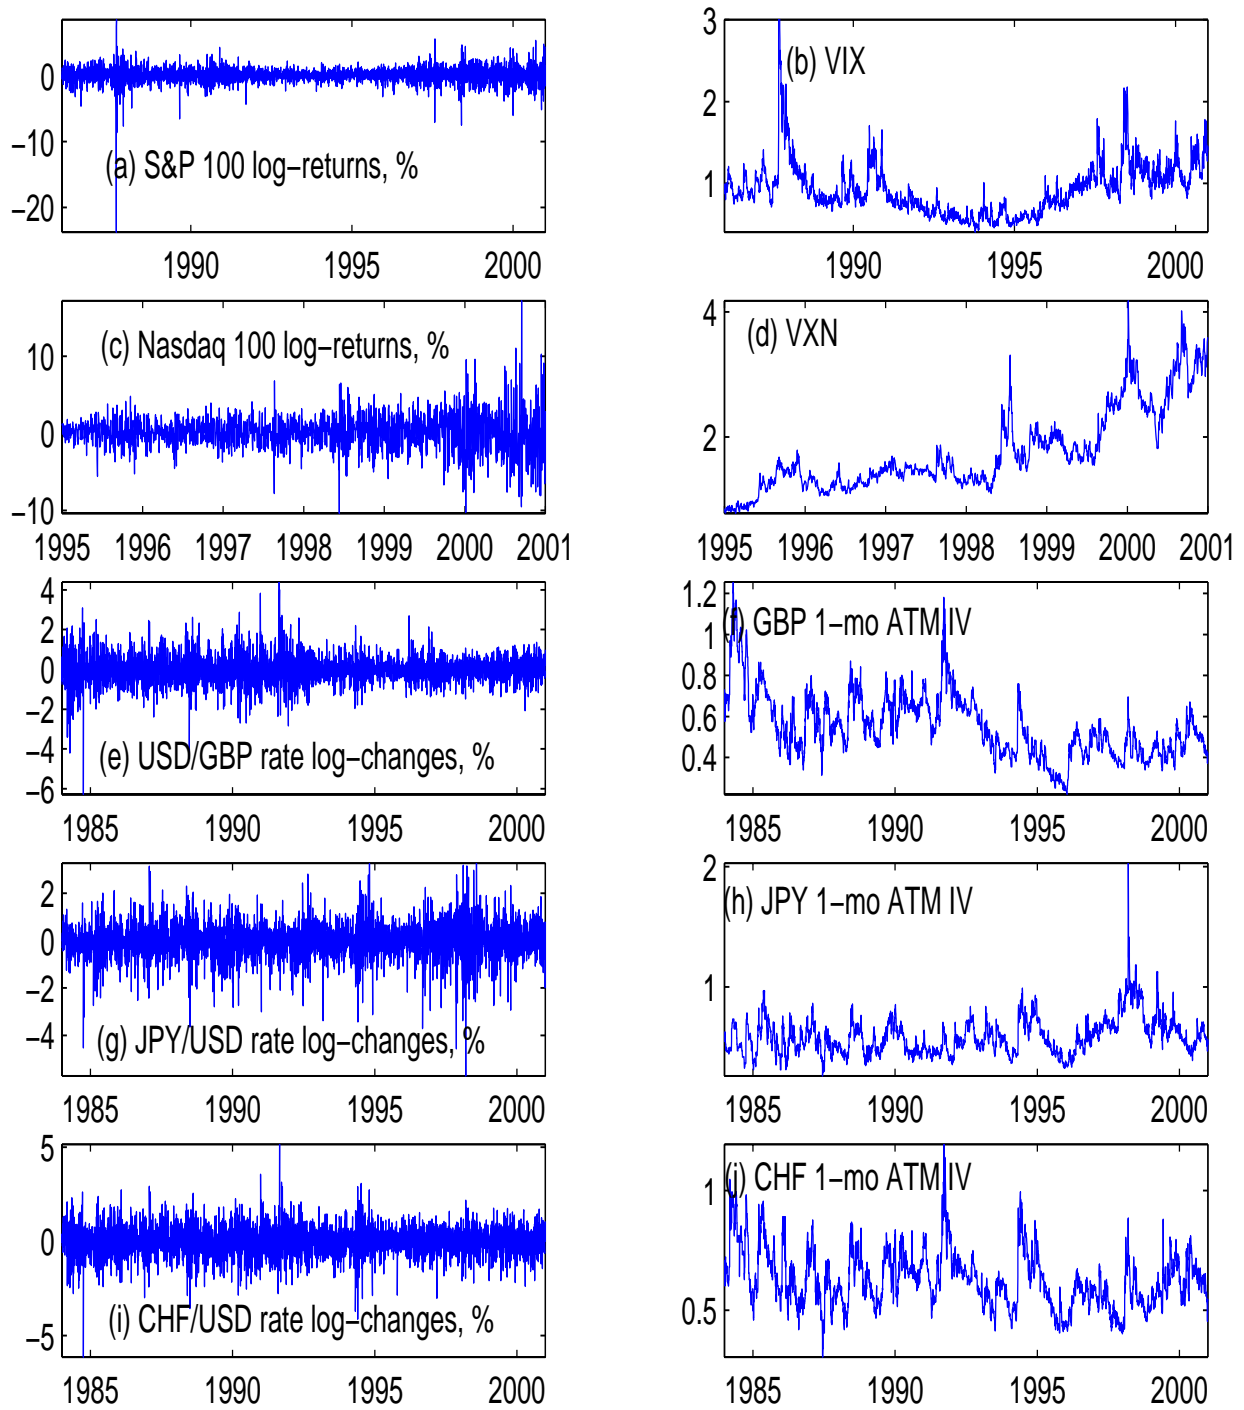 0
−10
−20
(a) S&P 100 log−returns, %
1990 1995 2000
3
2
1
(b) VIX
1990 1995 2000
10
0
−10
(c) Nasdaq 100 log−returns, %
1995 1996 1997 1998 1999 2000 2001
4
2
(d) VXN
1995 1996 1997 1998 1999 2000 2001
4
2
0
−2
−4
−6
(e) USD/GBP rate log−changes, %
1985 1990 1995 2000
1.2
1
0.8
0.6
0.4
(f) GBP 1−mo ATM IV
1985 1990 1995 2000
2
0
−2
−4
(g) JPY/USD rate log−changes, %
1985 1990 1995 2000
2
1
(h) JPY 1−mo ATM IV
1985 1990 1995 2000
5
0
−5
(i) CHF/USD rate log−changes, %
1985 1990 1995 2000
1
0.5
(j) CHF 1−mo ATM IV
1985 1990 1995 2000